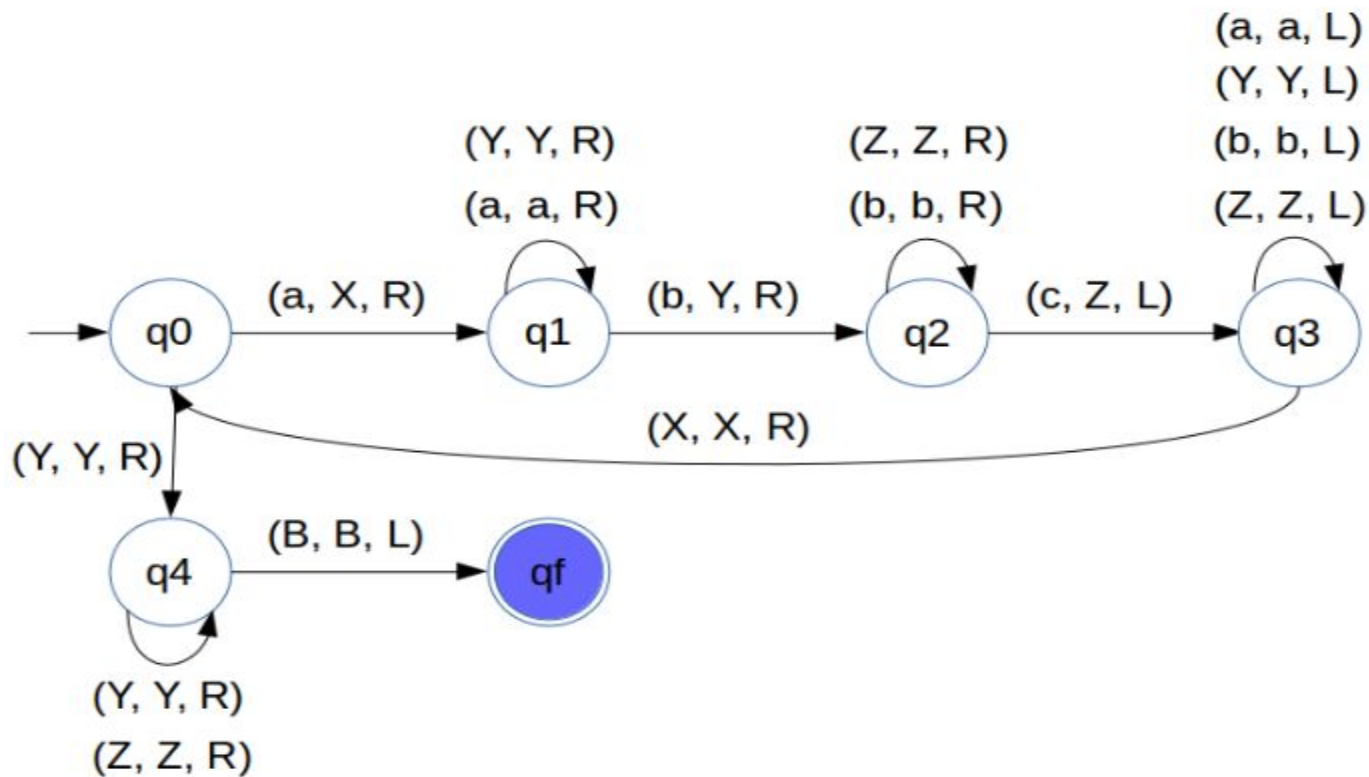 (a, a, L)
(Y, Y, L)
(Y, Y, R)
(Z, Z, R)
(b, b, L)
(a, a, R)
(b, b, R)
(Z, Z, L)
(a, X, R)
(b, Y, R)
(c, Z, L)
q0
q1
q2
q3
(X, X, R)
(Y, Y, R)
(B, B, L)
q4
qf
(Y, Y, R)
(Z, Z, R)